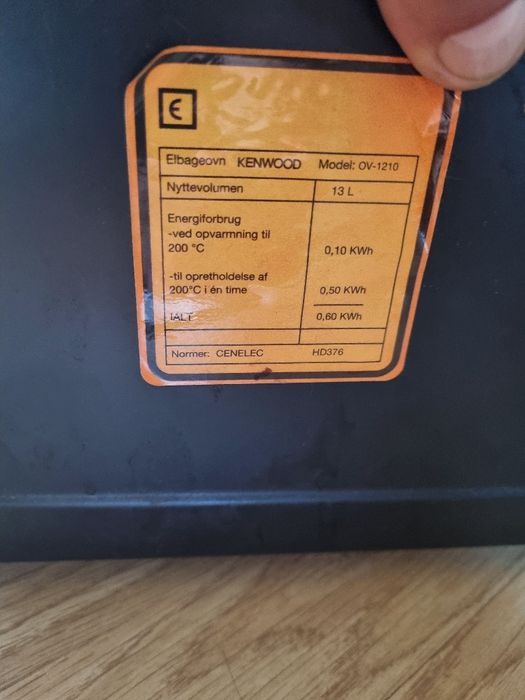 Є
Elbageovn KENWOOD Model: OV-1210
Nyttevolumen 13 L
Energiforbrug
-ved opvarmning til
200 °C 0,10 KWh
-til opretholdelse af
200°C i én time 0,50 KWh
IALT 0,60 KWh
Normer: CENELEC HD376